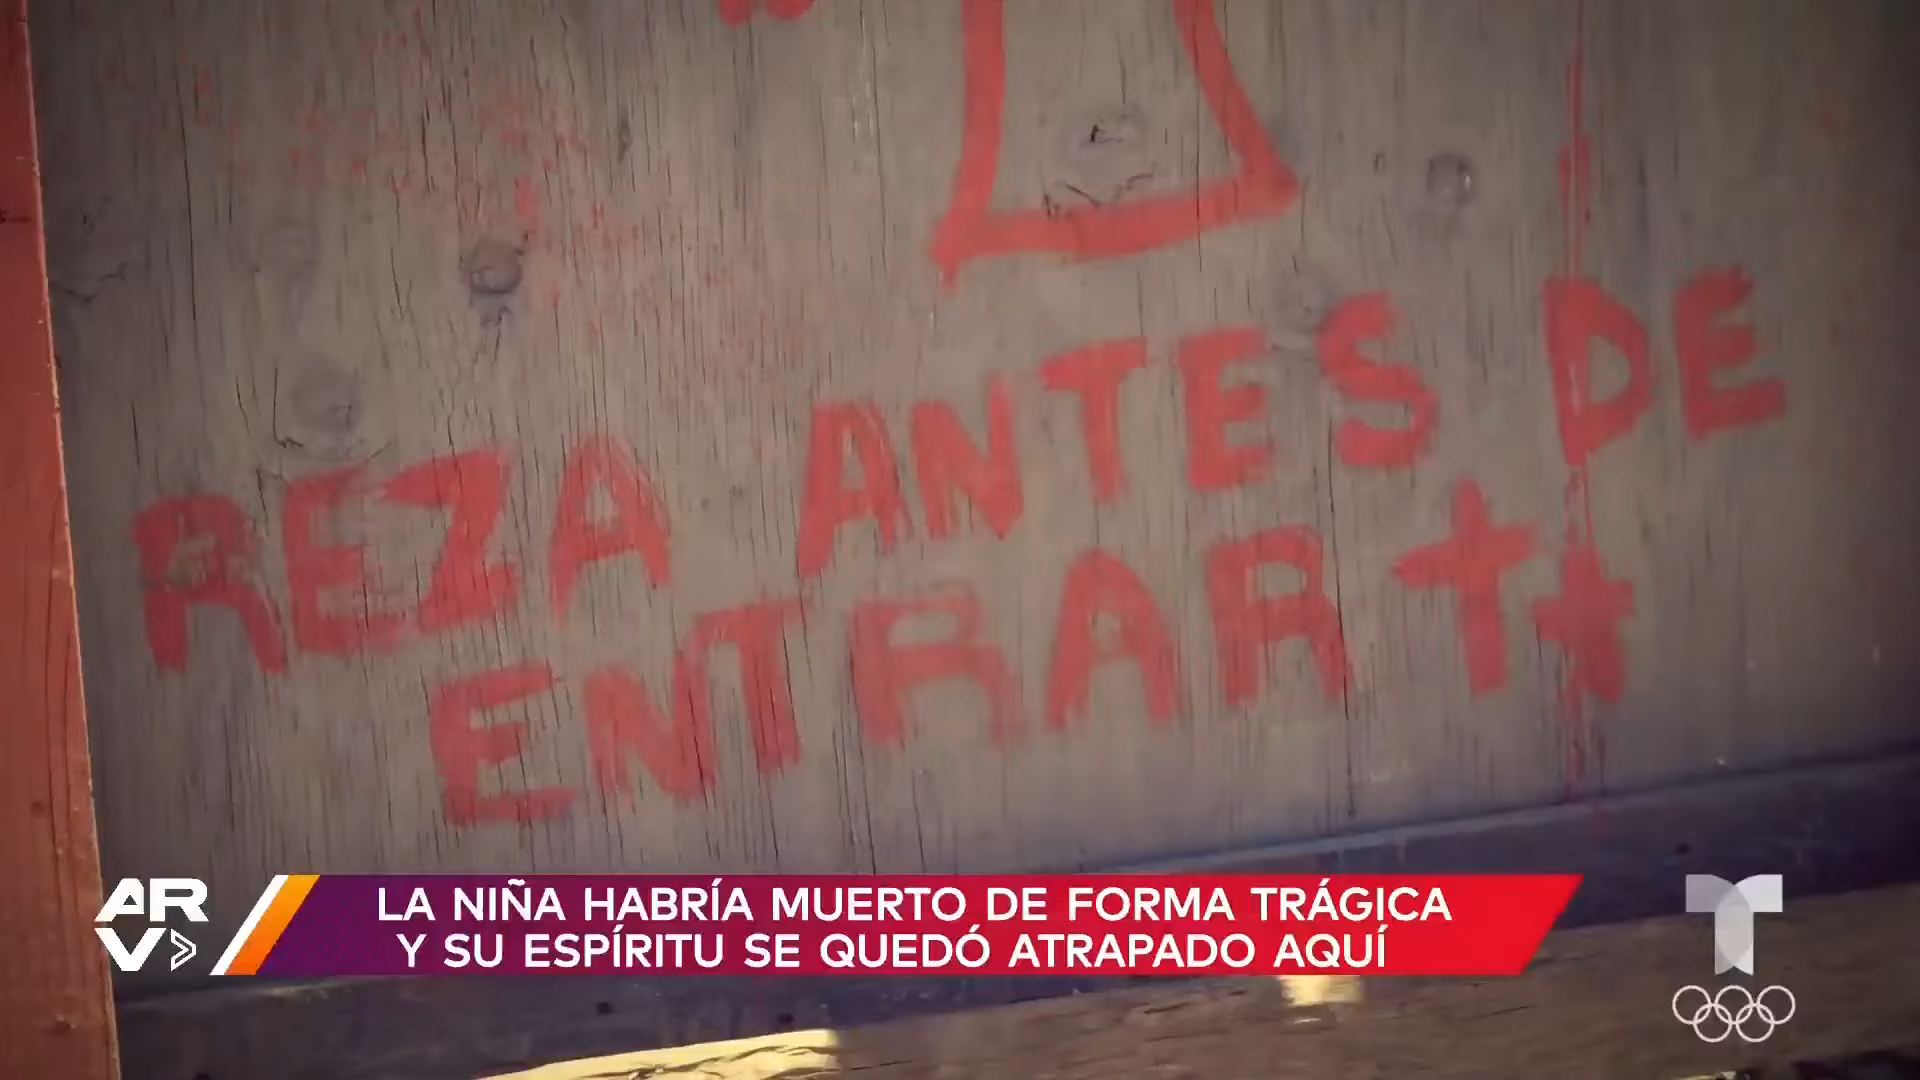 REZA ANTES DE
ENTRAR
ARV
LA NIÑA HABRÍA MUERTO DE FORMA TRÁGICA
Y SU ESPÍRITU SE QUEDÓ ATRAPADO AQUÍ
T